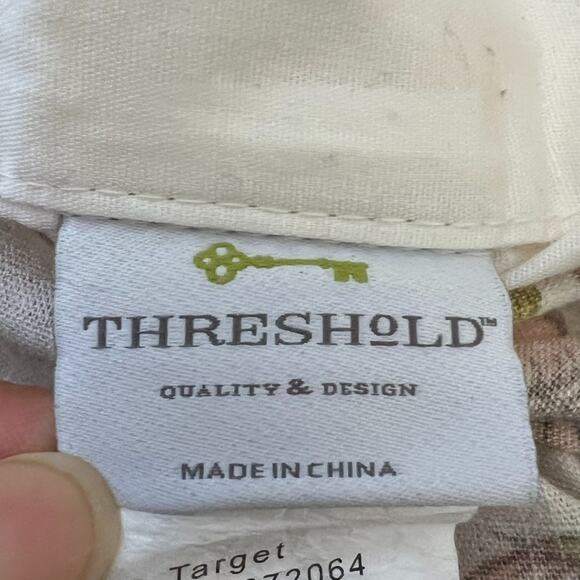 THRESHoLD™
QUALITY & DESIGN
MADE IN CHINA
Target